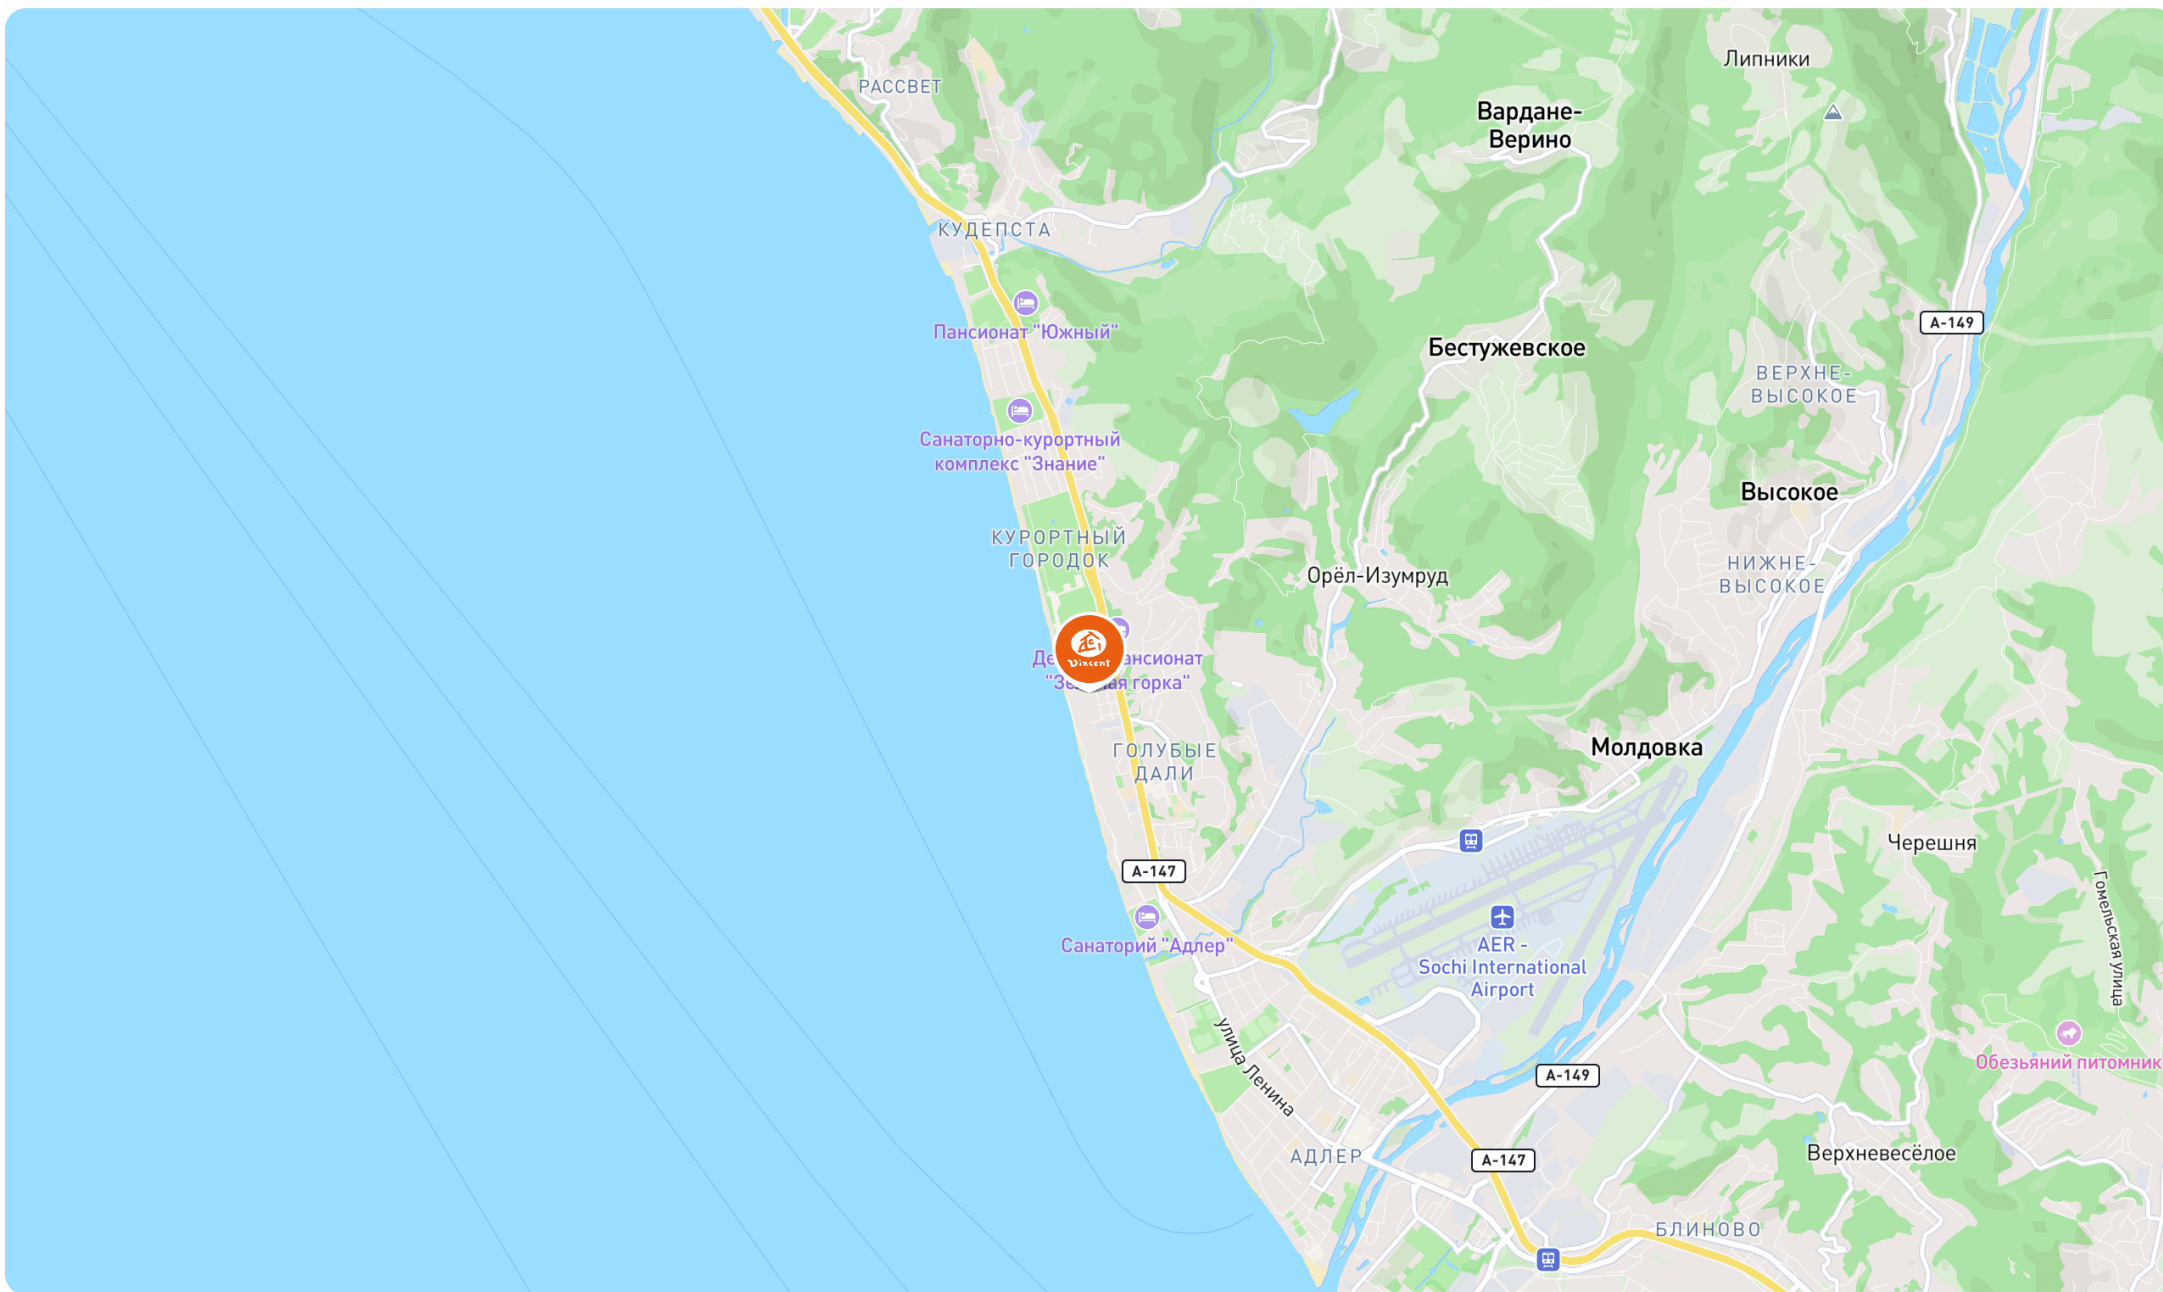 Липники
РАССВЕТ
Вардане-
Верино
КУДЕПСТА
Пансионат "Южный"
А-149
Бестужевское
ВЕРХНЕ-
ВЫСОКОЕ
Санаторно-курортный
комплекс "Знание"
Высокое
КУРОРТНЫЙ
ГОРОДОК
Орёл-Изумруд
НИЖНЕ-
ВЫСОКОЕ
Vincent
ансионат
"Зе ая горка"
ГОЛУБЫЕ
ДАЛИ
Молдовка
Черешня
А-147
Гомельская улица
Санаторий "Адлер"
AER -
Sochi International
Airport
улица Ленина
Обезьяний питомник
А-149
АДЛЕР
А-147
Верхневесёлое
БЛИНОВО